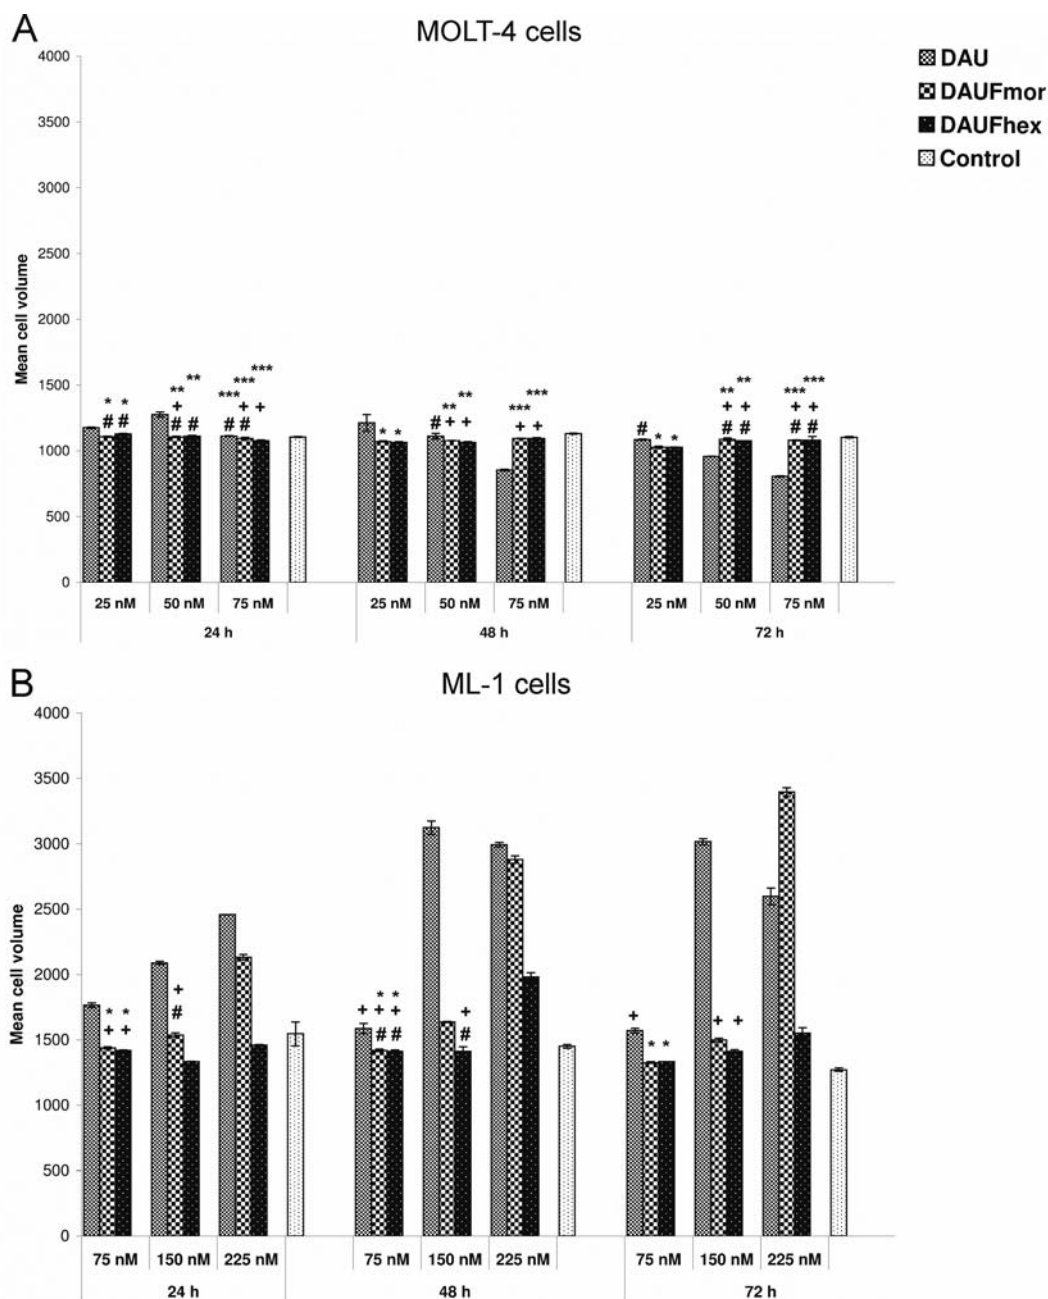 A
MOLT-4 cells
4000
3500
3000
2500
2000
1500
1000
500
0
Mean cell volume
DAU
DAUFmor
DAUFhex
Control
* *
# #
** **
+
# # #
*** *** ***
+ +
# #
* *
** **
# + +
*** ***
+ +
#
* *
** **
+ +
# #
*** ***
+ +
# #
25 nM 50 nM 75 nM 25 nM 50 nM 75 nM 25 nM 50 nM 75 nM
24 h 48 h 72 h
B
ML-1 cells
4000
3500
3000
2500
2000
1500
1000
500
0
Mean cell volume
* *
+ +
+
#
* *
+ + +
# #
+
#
+
* *
+ +
75 nM 150 nM 225 nM 75 nM 150 nM 225 nM 75 nM 150 nM 225 nM
24 h 48 h 72 h